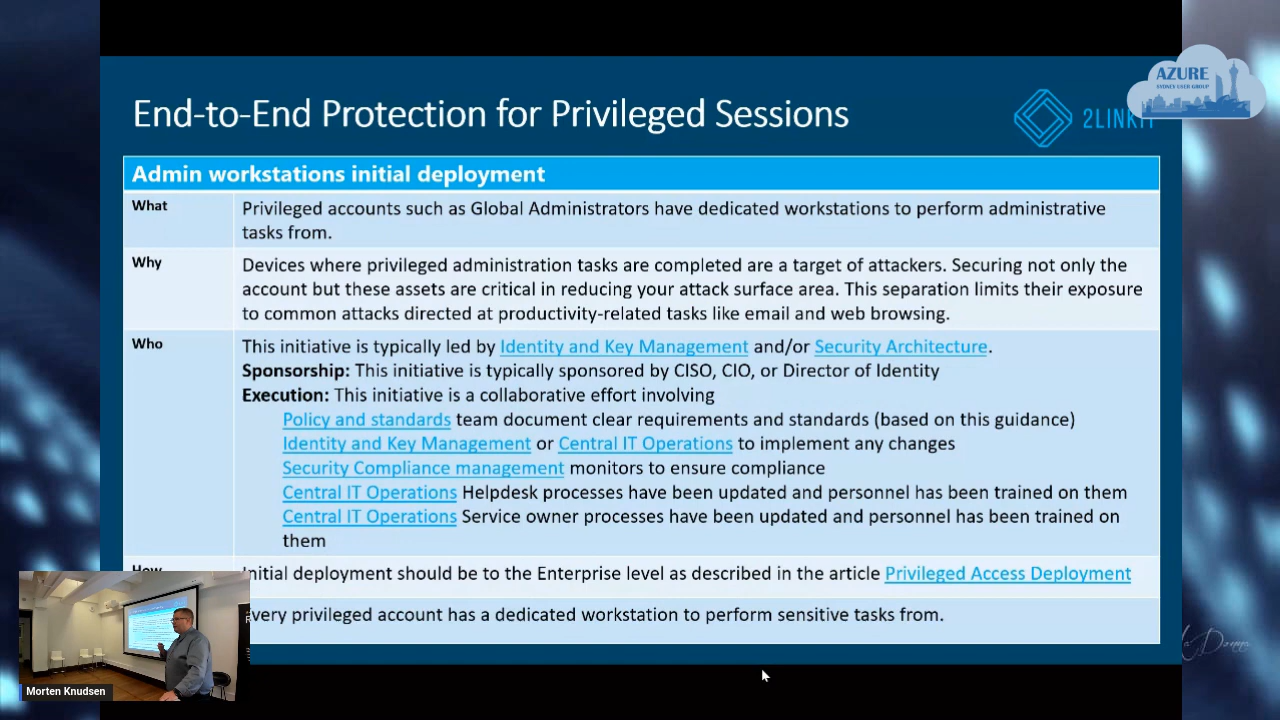 AZURE
SYDNEY USER GROUP
End-to-End Protection for Privileged Sessions
2LINKIT
Admin workstations initial deployment
What
Privileged accounts such as Global Administrators have dedicated workstations to perform administrative
tasks from.
Why
Devices where privileged administration tasks are completed are a target of attackers. Securing not only the
account but these assets are critical in reducing your attack surface area. This separation limits their exposure
to common attacks directed at productivity-related tasks like email and web browsing.
Who
This initiative is typically led by Identity and Key Management and/or Security Architecture.
Sponsorship: This initiative is typically sponsored by CISO, CIO, or Director of Identity
Execution: This initiative is a collaborative effort involving
Policy and standards team document clear requirements and standards (based on this guidance)
Identity and Key Management or Central IT Operations to implement any changes
Security Compliance management monitors to ensure compliance
Central IT Operations Helpdesk processes have been updated and personnel has been trained on them
Central IT Operations Service owner processes have been updated and personnel has been trained on
them
How
Initial deployment should be to the Enterprise level as described in the article Privileged Access Deployment
Every privileged account has a dedicated workstation to perform sensitive tasks from.
Morten Knudsen